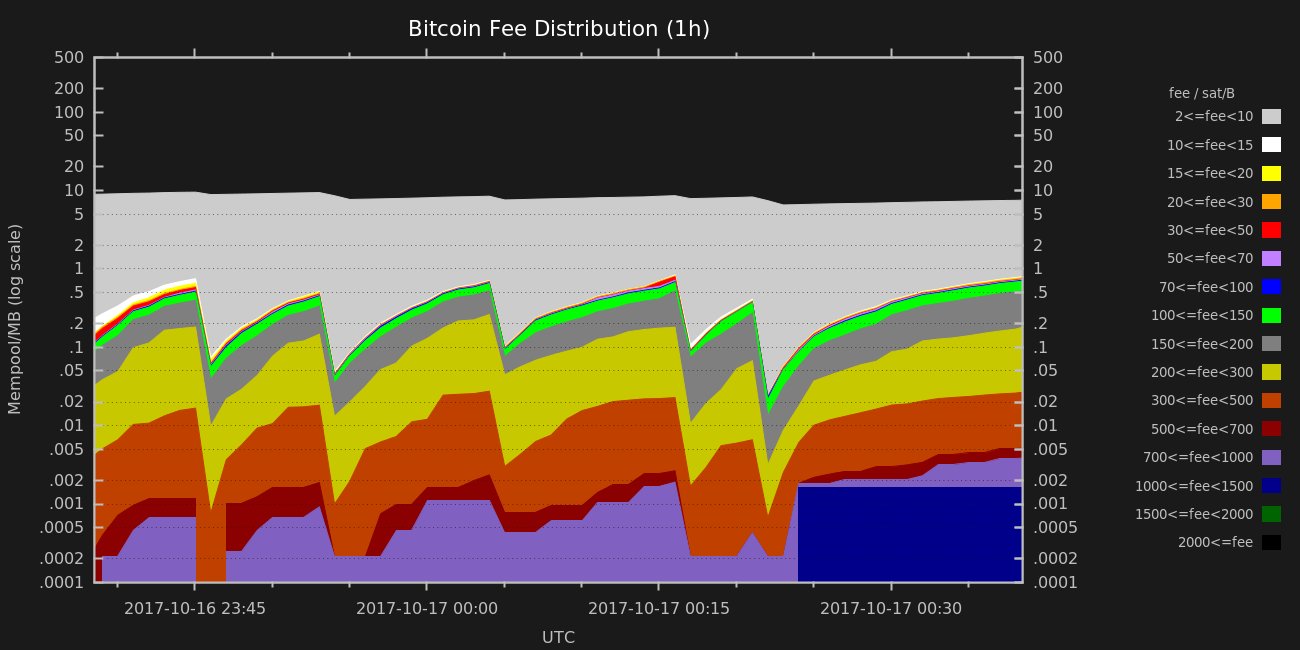 Bitcoin Fee Distribution (1h)
500 500
200 200
100 100
50 50
20 20
10 10
5 5
2 2
1 1
.5 .5
.2 .2
.1 .1
.05 .05
.02 .02
.01 .01
.005 .005
.002 .002
.001 .001
.0005 .0005
.0002 .0002
.0001 .0001
Mempool/MB (log scale)
2017-10-16 23:45 2017-10-17 00:00 2017-10-17 00:15 2017-10-17 00:30
UTC
fee / sat/B
2<=fee<10
10<=fee<15
15<=fee<20
20<=fee<30
30<=fee<50
50<=fee<70
70<=fee<100
100<=fee<150
150<=fee<200
200<=fee<300
300<=fee<500
500<=fee<700
700<=fee<1000
1000<=fee<1500
1500<=fee<2000
2000<=fee